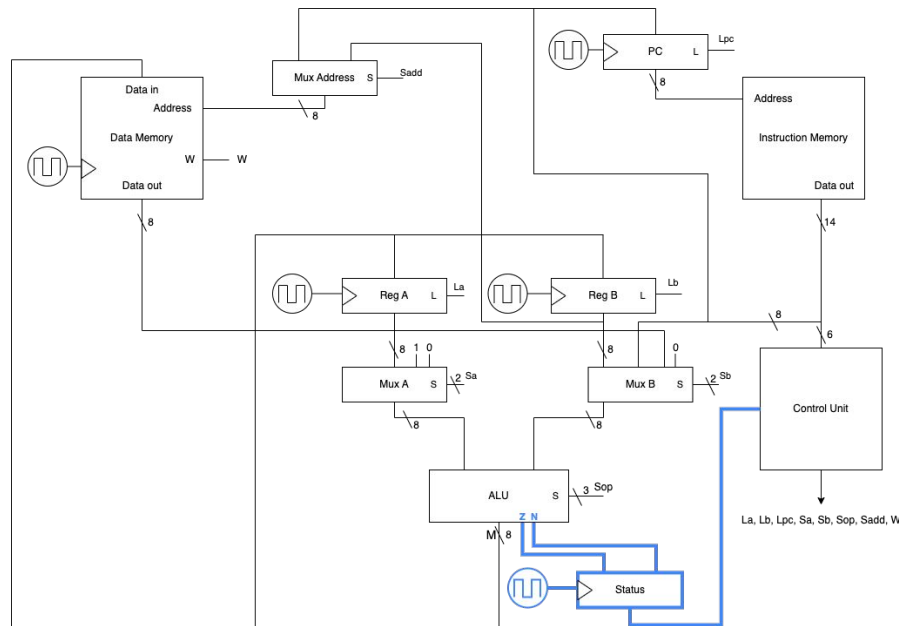 PC L Lpc
Mux Address S Sadd
Data in
Address
Data Memory
W W
Data out
8
8
Address
Instruction Memory
Data out
8
14
La
Reg A L
Lb
Reg B L
8
6
8 1 0
8 0
Mux A S 2 Sa
Mux B S 2 Sb
8
8
Control Unit
ALU S 3 Sop
Z N
M 8
La, Lb, Lpc, Sa, Sb, Sop, Sadd, W
Status